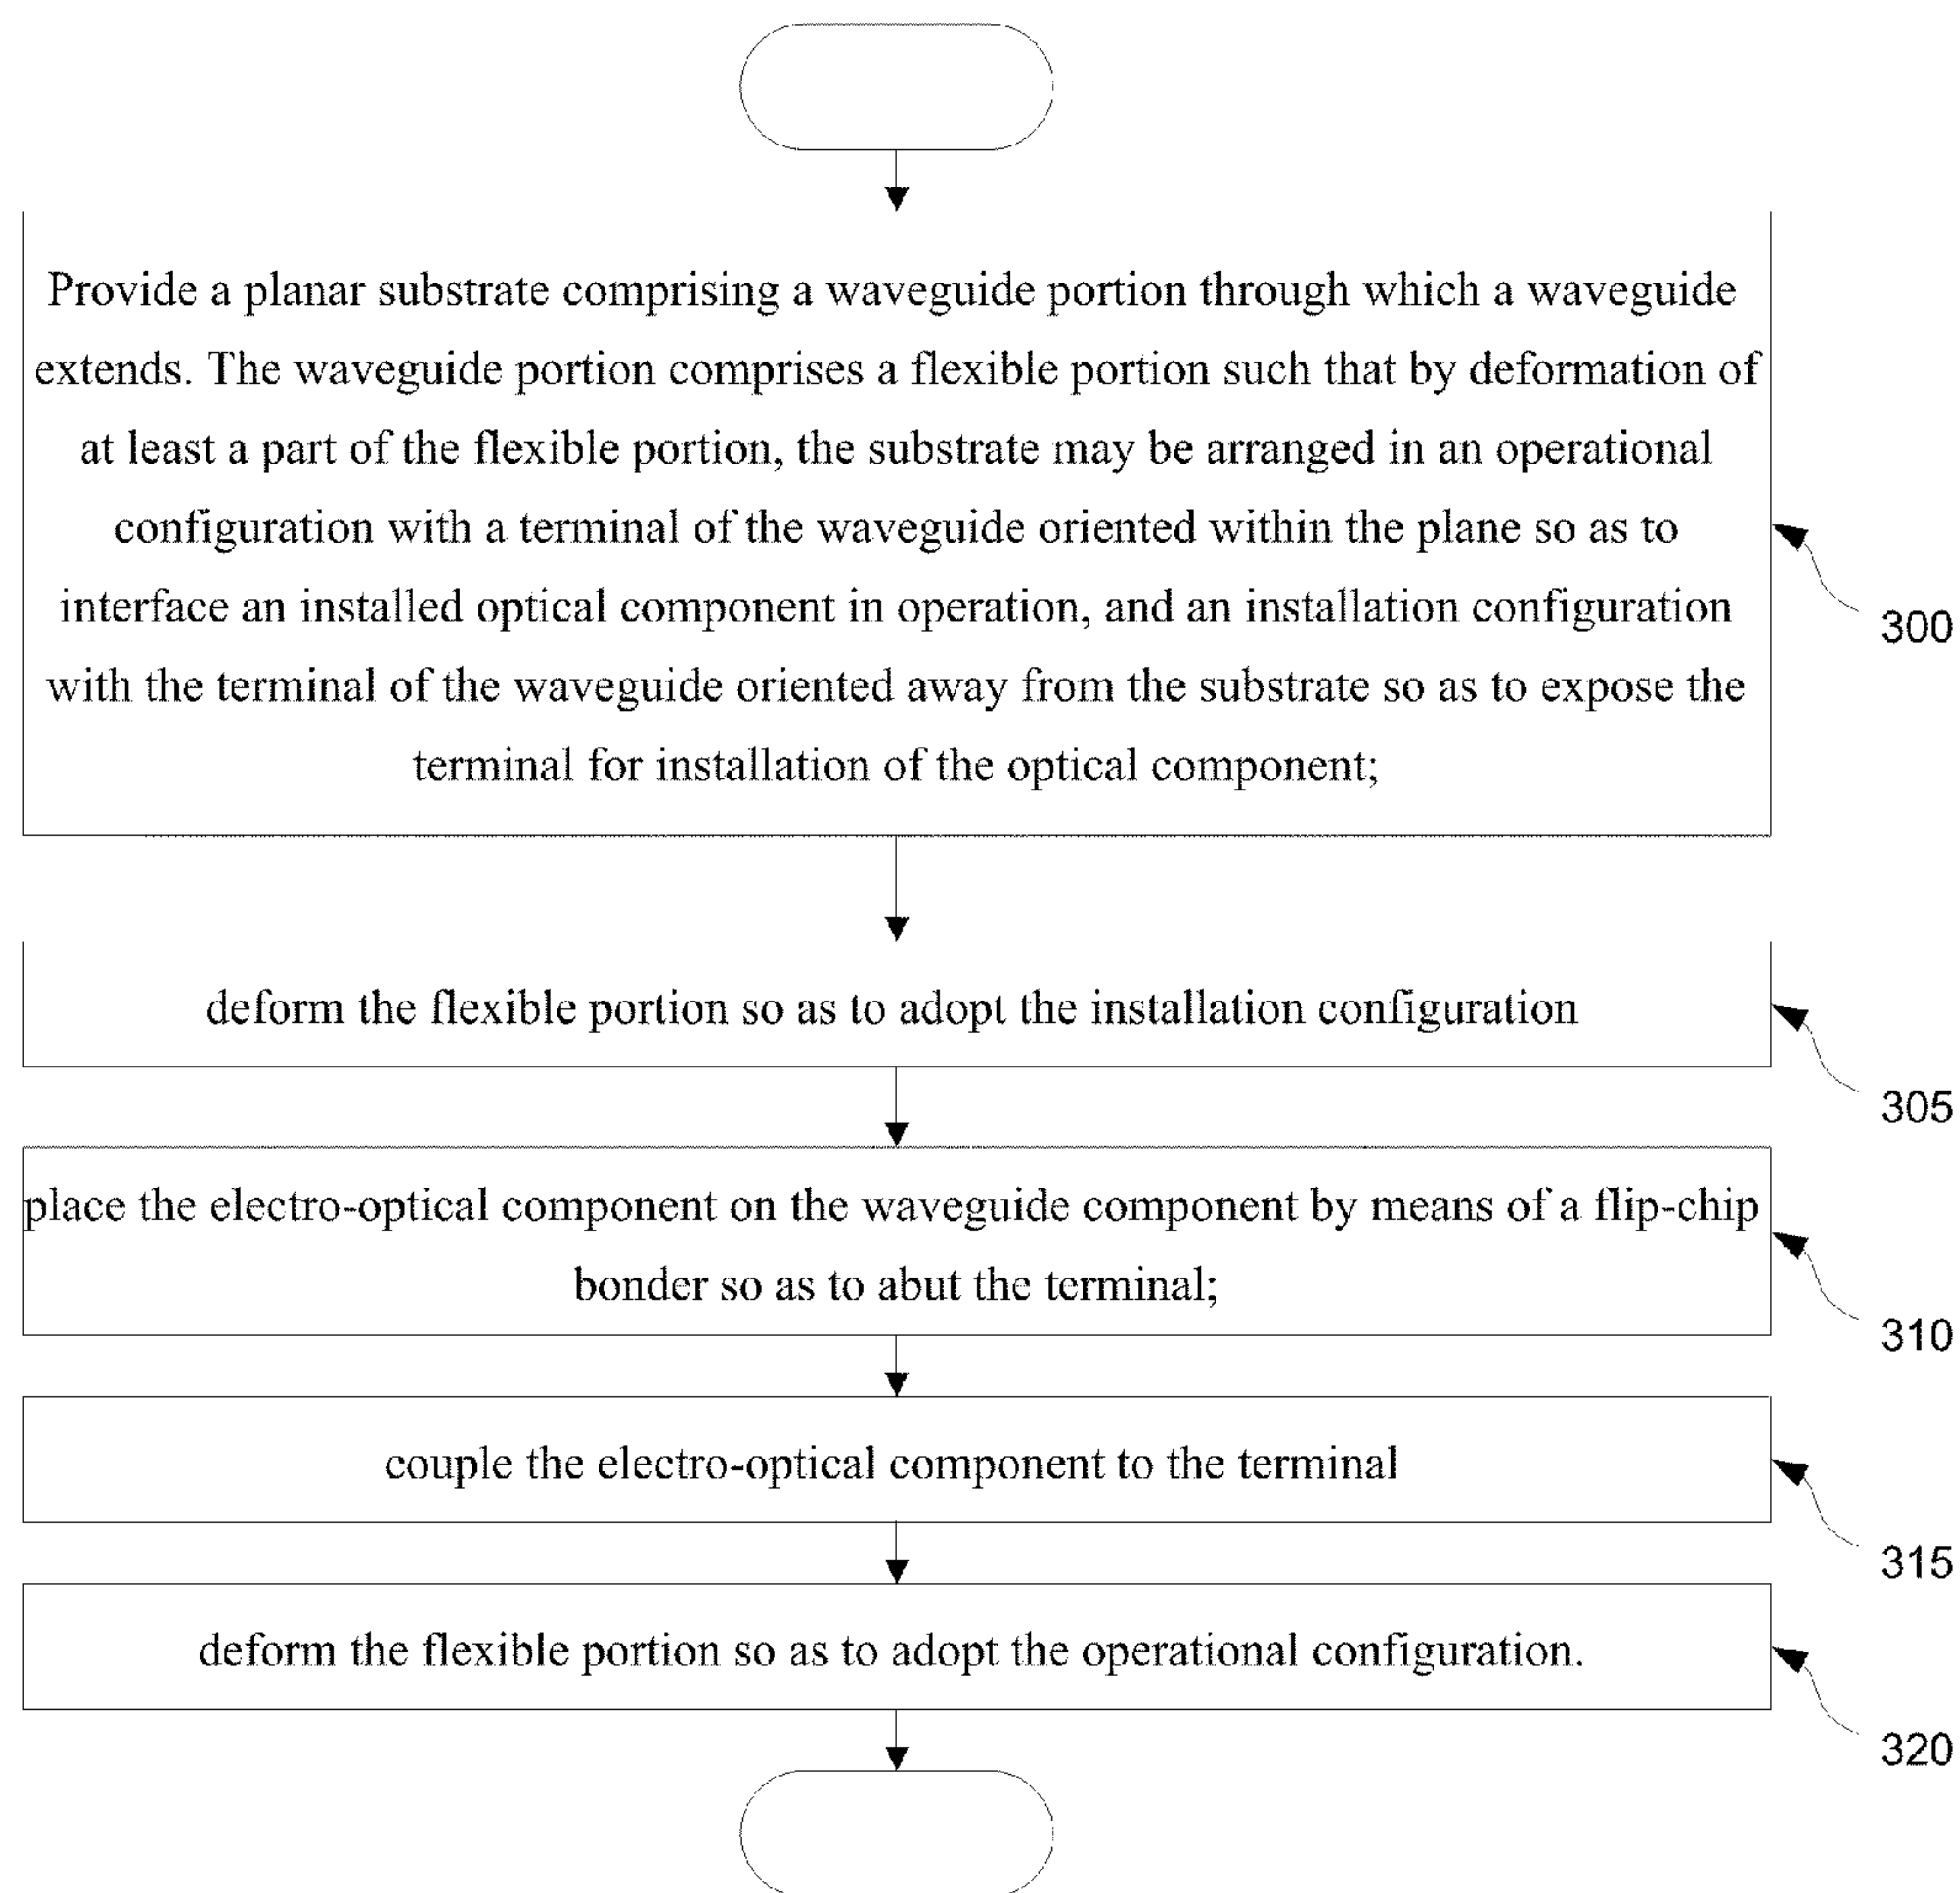 Provide a planar substrate comprising a waveguide portion through which a waveguide
extends. The waveguide portion comprises a flexible portion such that by deformation of
at least a part of the flexible portion, the substrate may be arranged in an operational
configuration with a terminal of the waveguide oriented within the plane so as to
interface an installed optical component in operation, and an installation configuration
with the terminal of the waveguide oriented away from the substrate so as to expose the
terminal for installation of the optical component;
300
deform the flexible portion so as to adopt the installation configuration
305
place the electro-optical component on the waveguide component by means of a flip-chip
bonder so as to abut the terminal;
310
couple the electro-optical component to the terminal
315
deform the flexible portion so as to adopt the operational configuration.
320